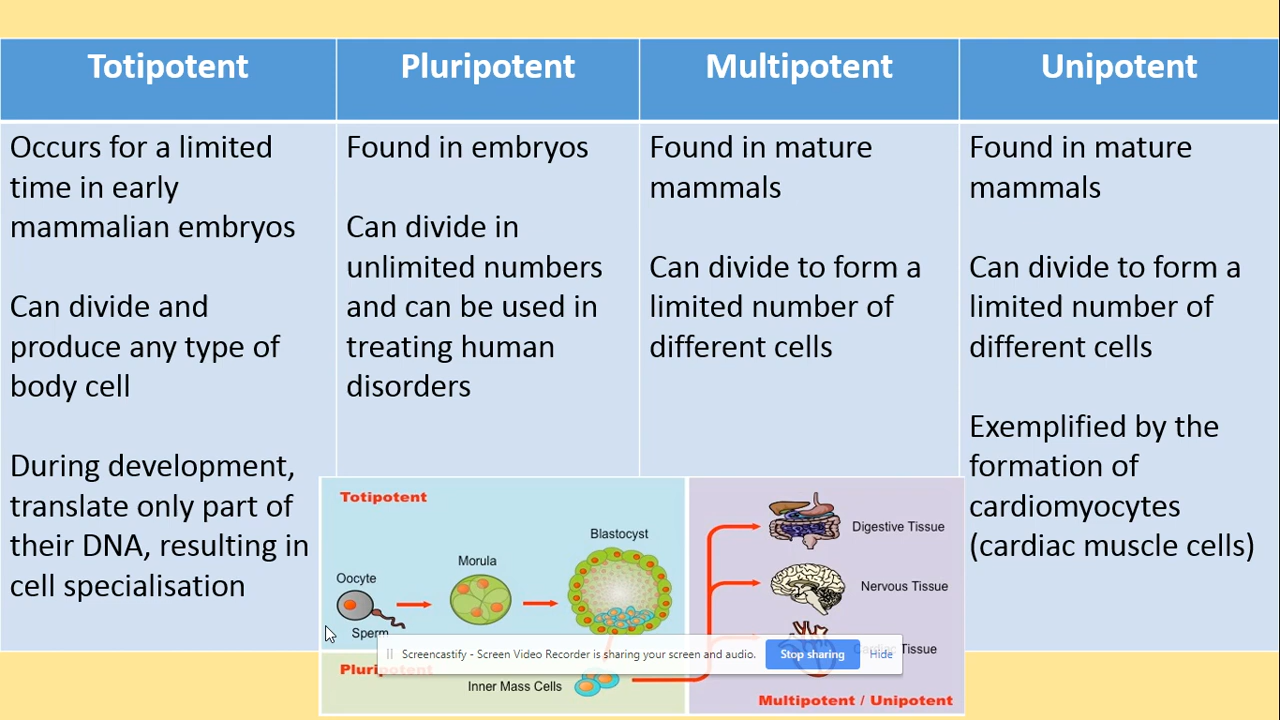 Totipotent
Pluripotent
Multipotent
Unipotent
Occurs for a limited
time in early
mammalian embryos
Can divide and
produce any type of
body cell
During development,
translate only part of
their DNA, resulting in
cell specialisation
Found in embryos
Can divide in
unlimited numbers
and can be used in
treating human
disorders
Found in mature
mammals
Can divide to form a
limited number of
different cells
Found in mature
mammals
Can divide to form a
limited number of
different cells
Exemplified by the
formation of
cardiomyocytes
(cardiac muscle cells)
Totipotent
Oocyte
Sperm
Morula
Blastocyst
Pluripotent
Inner Mass Cells
Digestive Tissue
Nervous Tissue
Cardiac Tissue
Multipotent / Unipotent
Screencastify - Screen Video Recorder is sharing your screen and audio.
Stop sharing
Hide